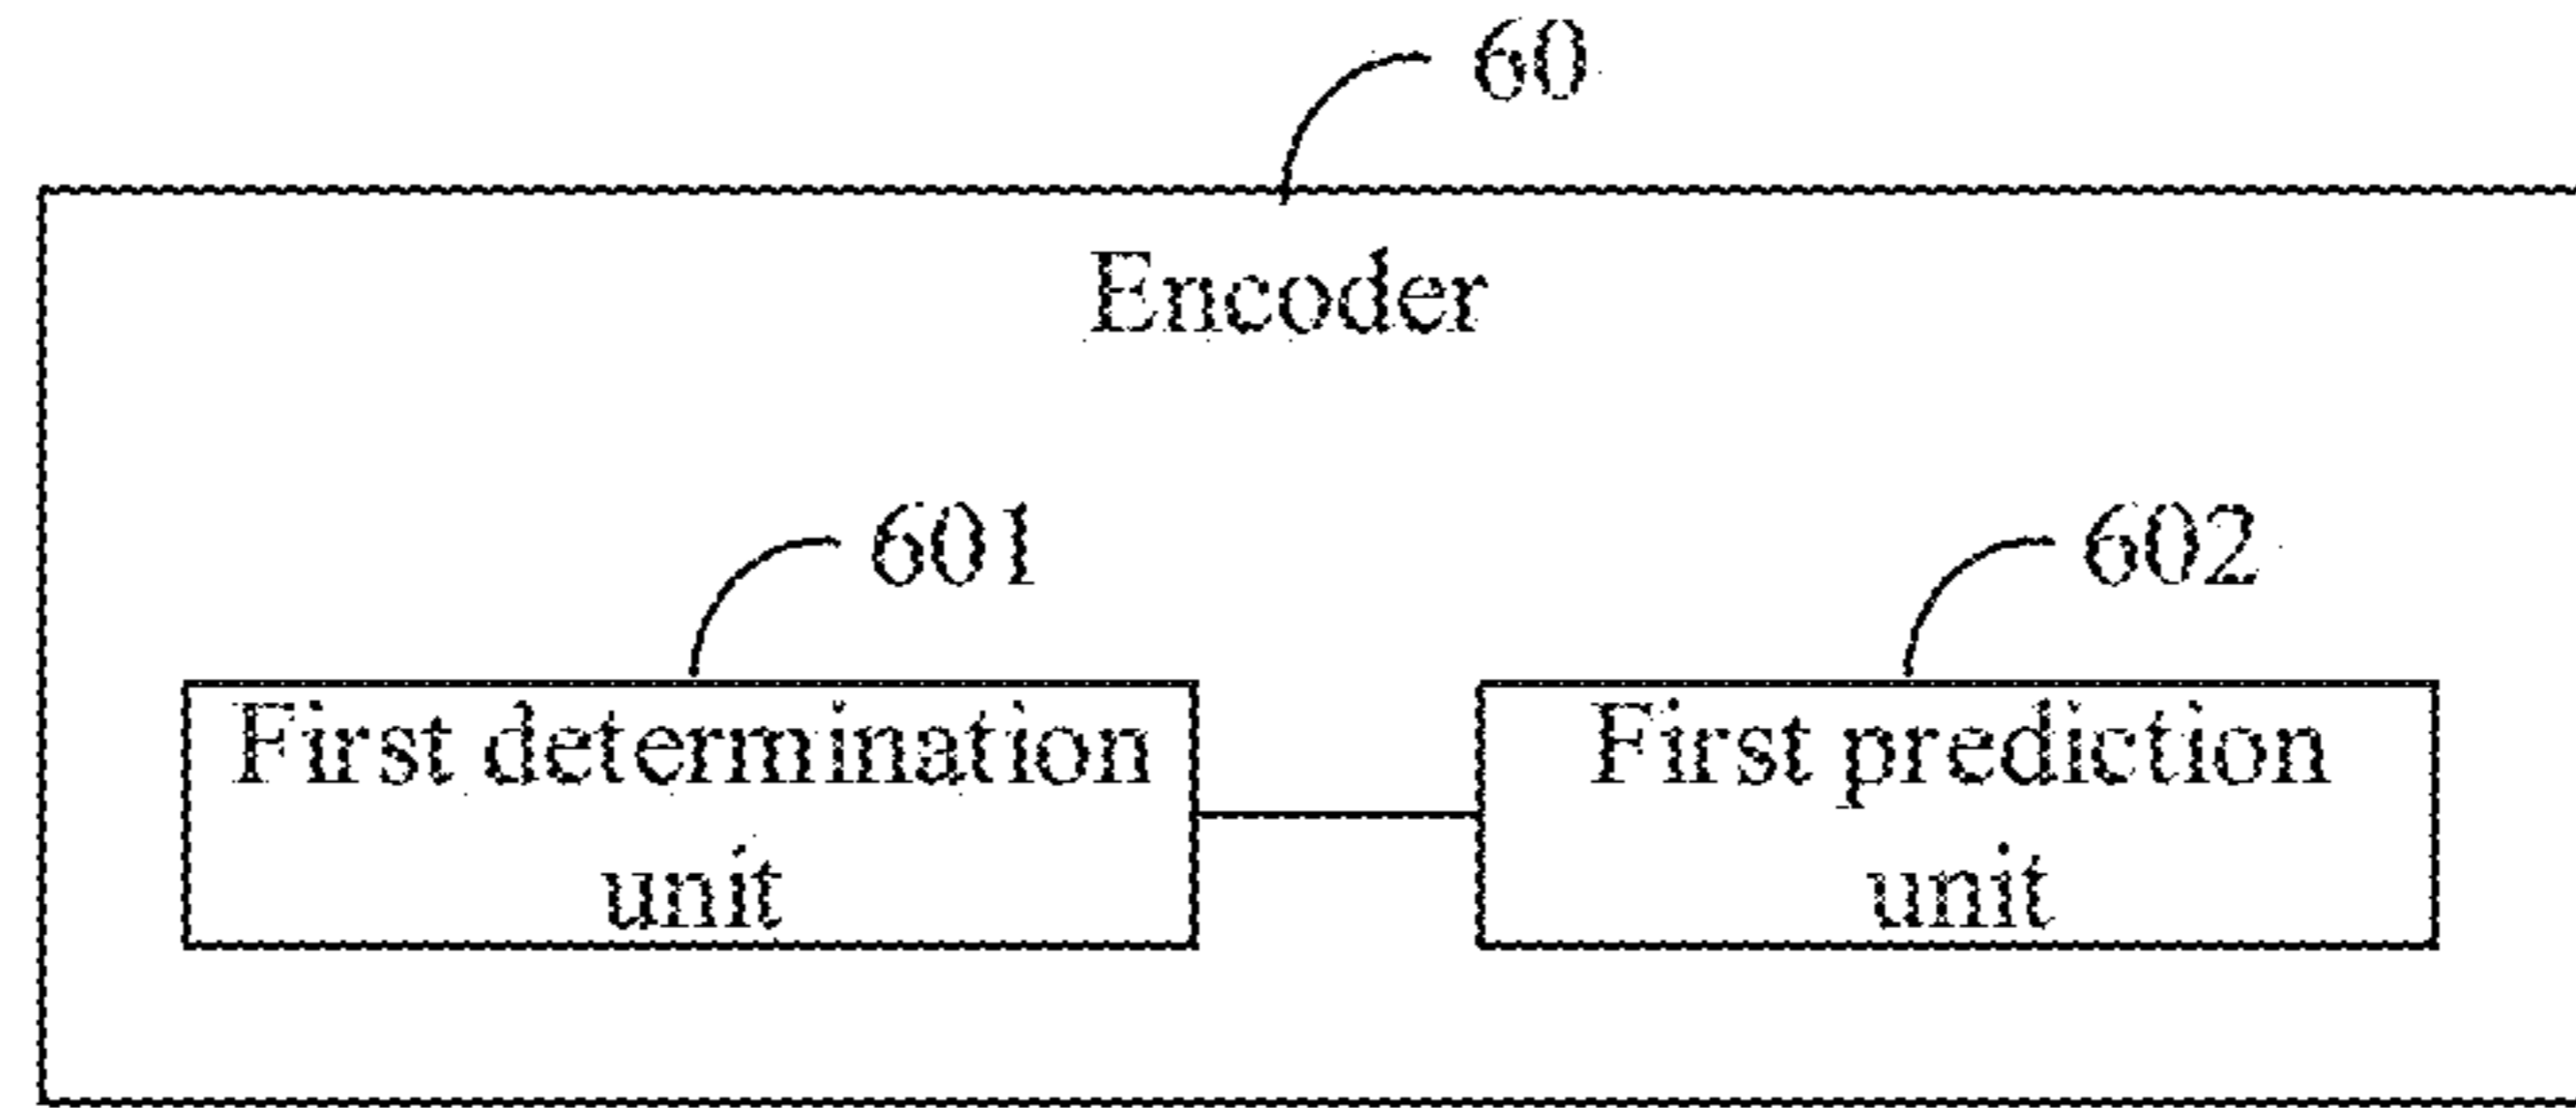 60
Encoder
601
602
First determination
unit
First prediction
unit